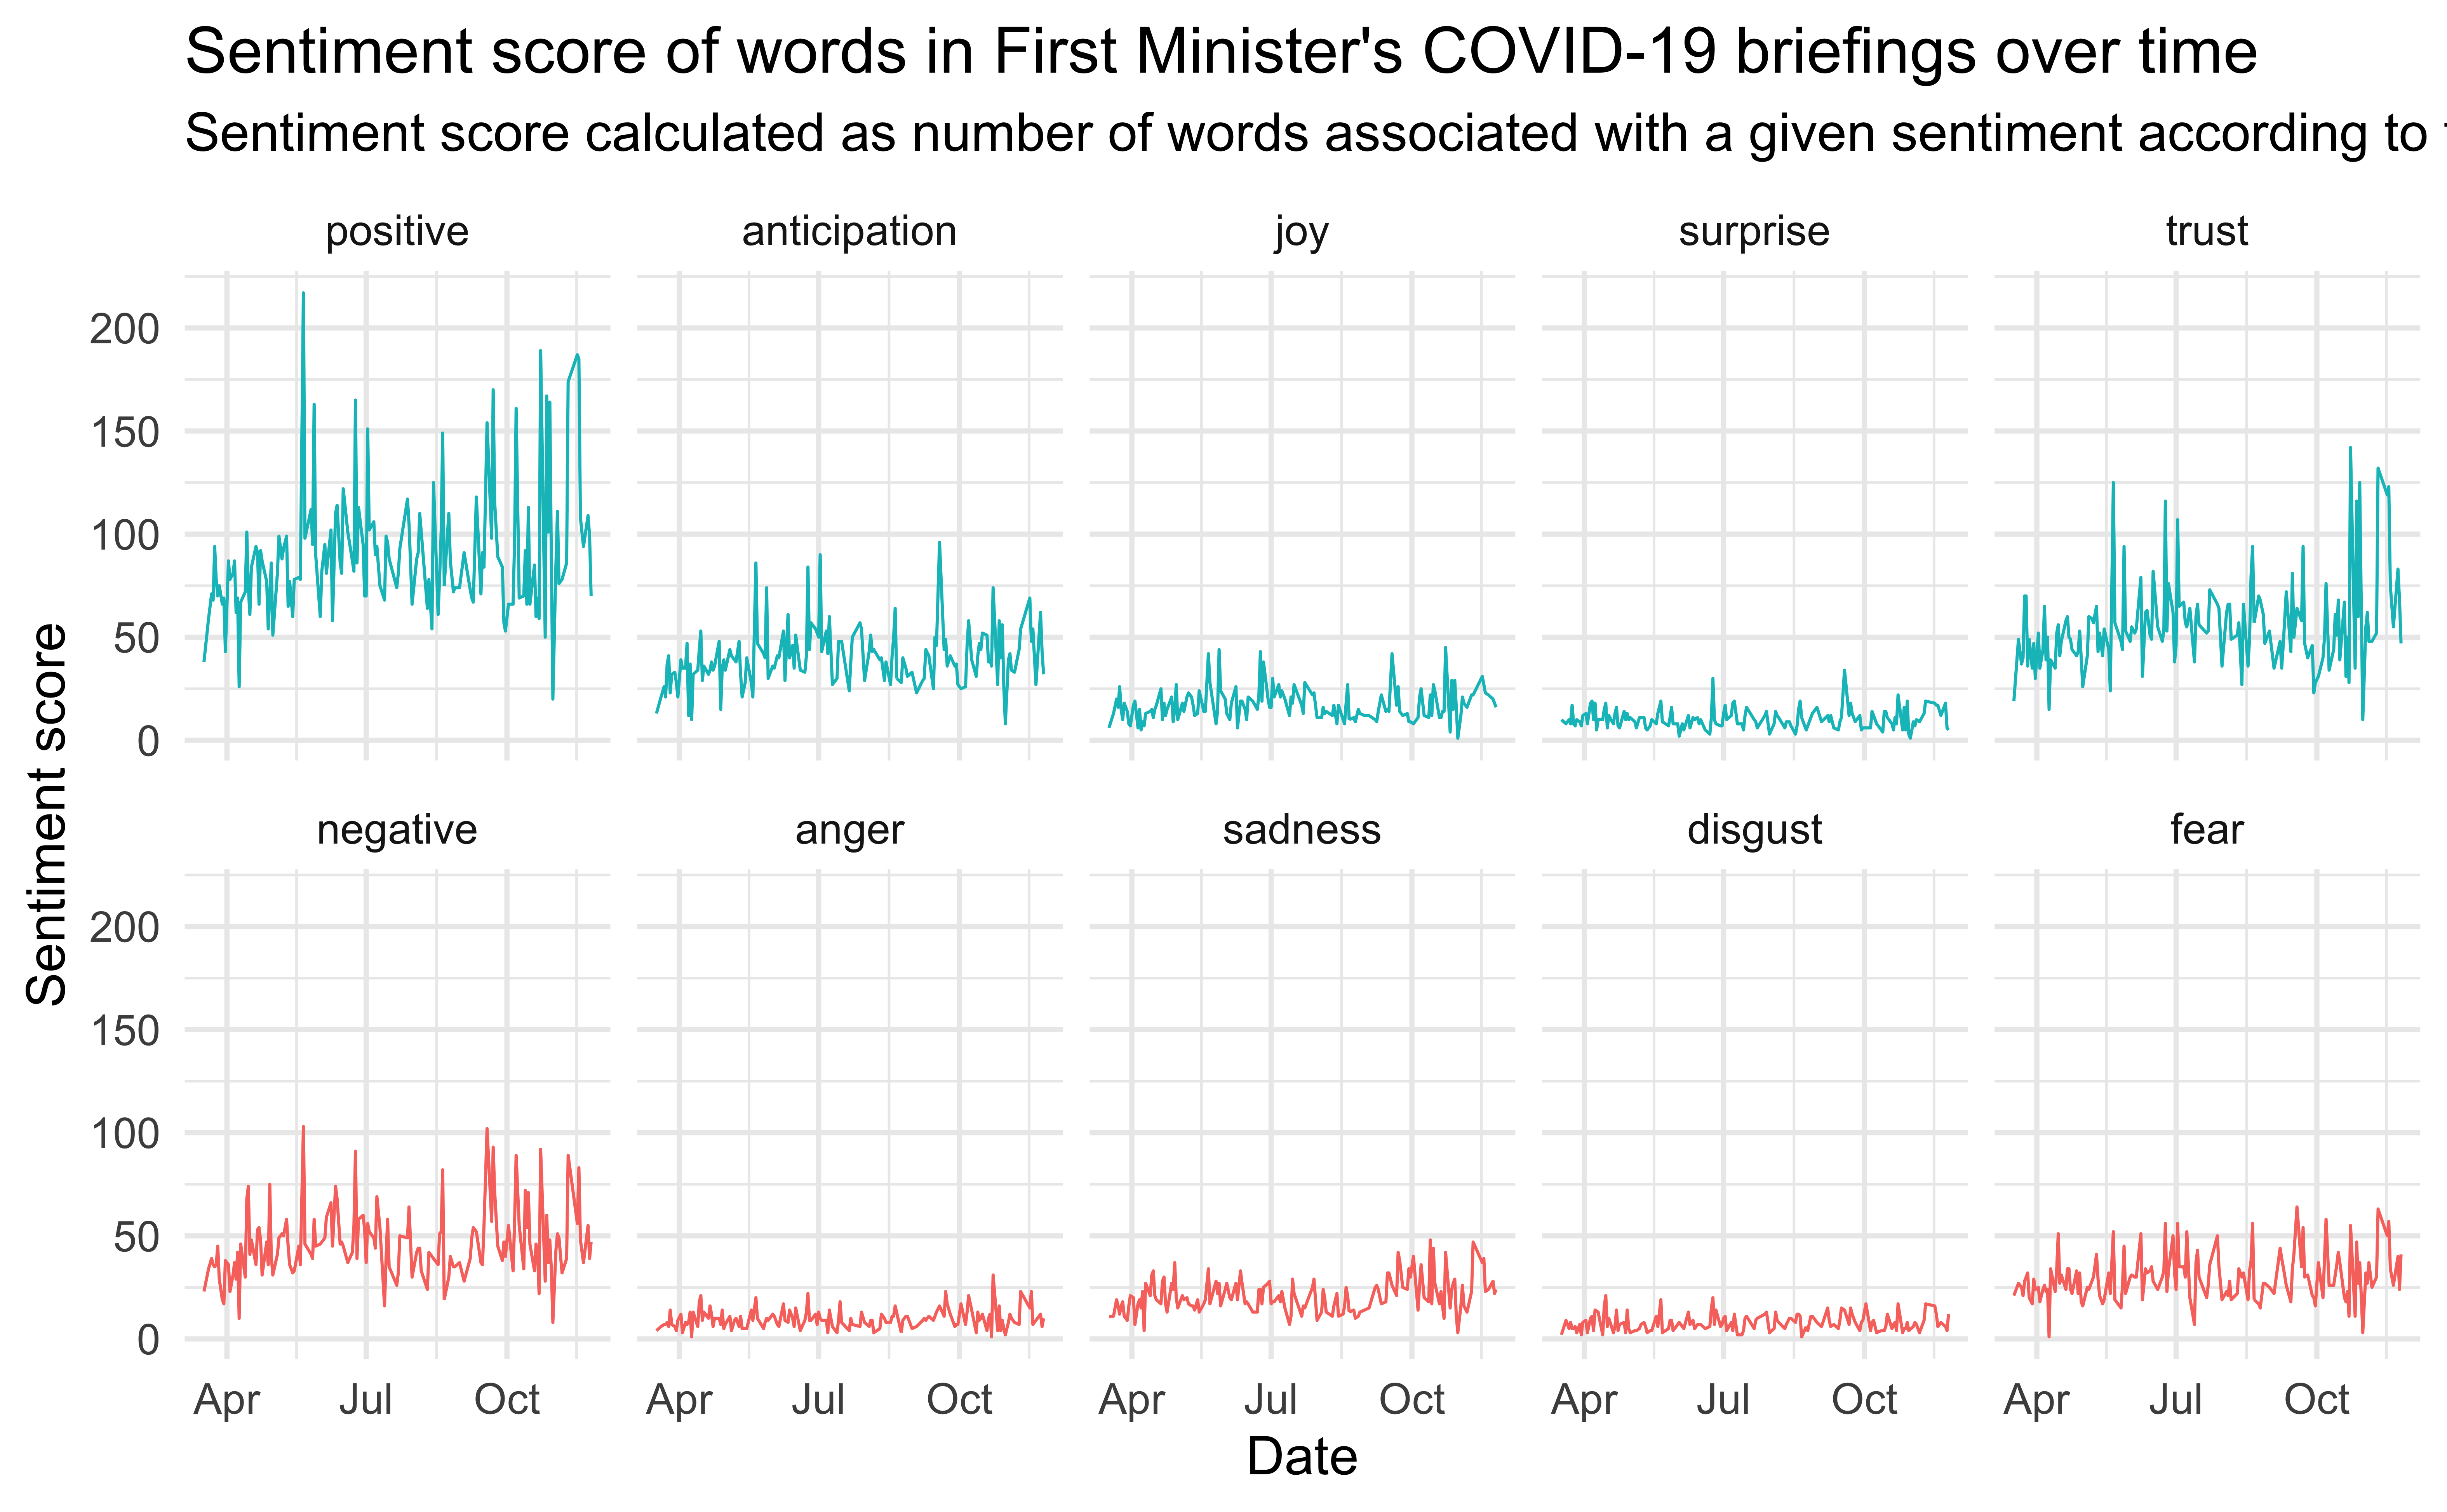 Sentiment score of words in First Minister's COVID-19 briefings over time
Sentiment score calculated as number of words associated with a given sentiment according to
positive anticipation joy surprise trust
200
150
100
50
0
Sentiment score
negative anger sadness disgust fear
200
150
100
50
0
Apr Jul Oct Apr Jul Oct Apr Jul Oct Apr Jul Oct Apr Jul Oct
Date